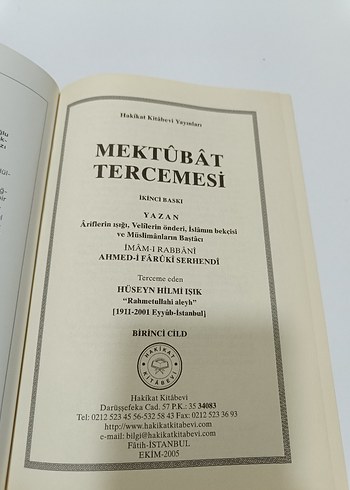 Hakîkat Kitâbevi Yayınları
MEKTÛBÂT
TERCEMESİ
İKİNCİ BASKI
YAZAN
Âriflerin ışığı, Velîlerin önderi, İslâmın bekçisi
ve Müslimânların Baştâcı
İMÂM-I RABBÂNÎ
AHMED-İ FÂRÛKÎ SERHENDÎ
Terceme eden
HÜSEYN HİLMİ IŞIK
“Rahmetullahi aleyh”
[1911-2001 Eyyûb-İstanbul]
BİRİNCİ CİLD
HAKÎKAT
KİTÂBEVİ
Hakîkat Kitâbevi
Darüşşefeka Cad. 57 P.K.: 35 34083
Tel: 0212 523 45 56-532 58 43 Fax: 0212 523 36 93
http://www.hakikatkitabevi.com
e-mail: bilgi@hakikatkitabevi.com
Fâtih-İSTANBUL
EKİM-2005